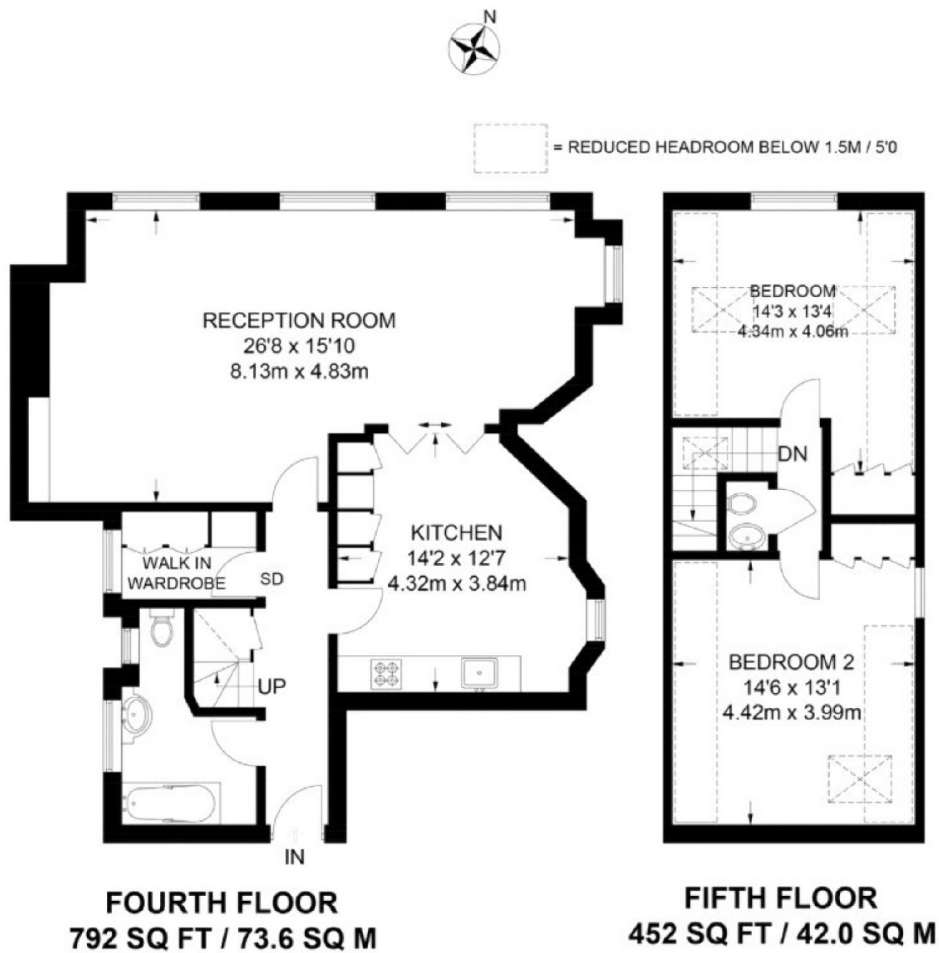 N
= REDUCED HEADROOM BELOW 1.5M / 5'0
RECEPTION ROOM
26'8 x 15'10
8.13m x 4.83m
KITCHEN
14'2 x 12'7
4.32m x 3.84m
WALK IN
WARDROBE
SD
UP
IN
FOURTH FLOOR
792 SQ FT / 73.6 SQ M
BEDROOM
14'3 x 13'4
4.34m x 4.06m
DN
BEDROOM 2
14'6 x 13'1
4.42m x 3.99m
FIFTH FLOOR
452 SQ FT / 42.0 SQ M